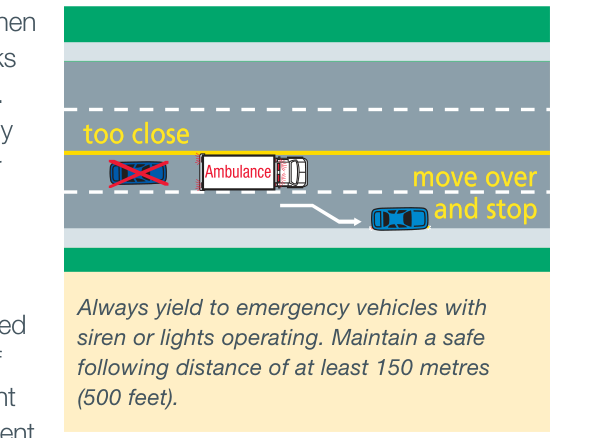 too close
Ambulance
move over
and stop
Always yield to emergency vehicles with
siren or lights operating. Maintain a safe
following distance of at least 150 metres
(500 feet).